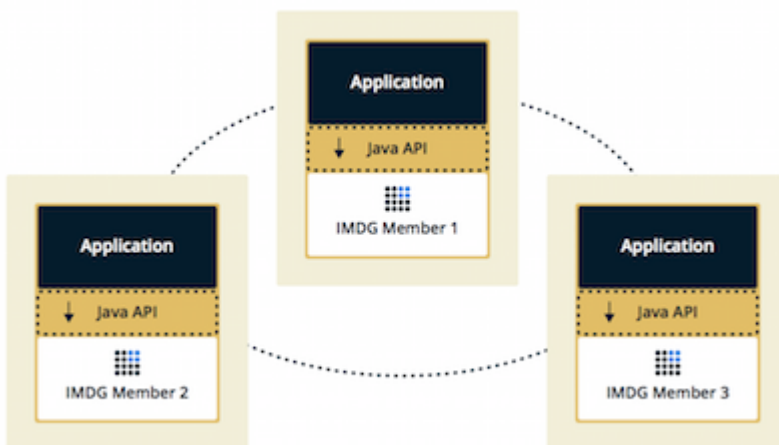 Application
Java API
IMDG Member 1
Application
Java API
IMDG Member 2
Application
Java API
IMDG Member 3